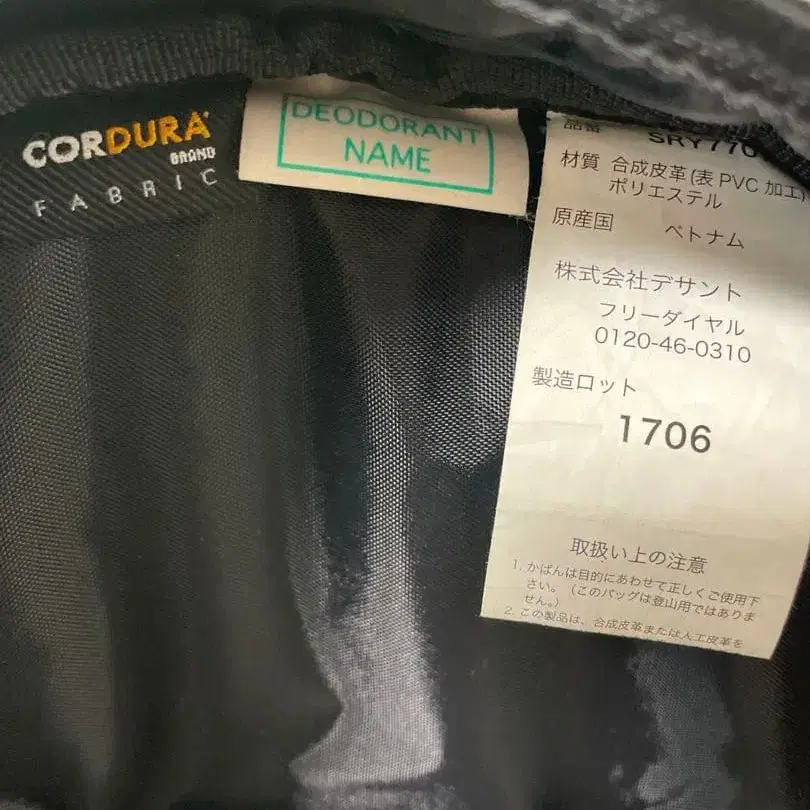 CORDURA
BRAND
FABRIC
DEODORANT
NAME
品番 SRY770
材質 合成皮革(表 PVC 加工)
ポリエステル
原産国 ベトナム
株式会社デサント
フリーダイヤル
0120-46-0310
製造ロット
1706
取扱い上の注意
1. かばんは目的にあわせて正しくご使用下
さい。(このバッグは登山用ではありま
せん。)
2. この製品は、合成皮革または人工皮革を